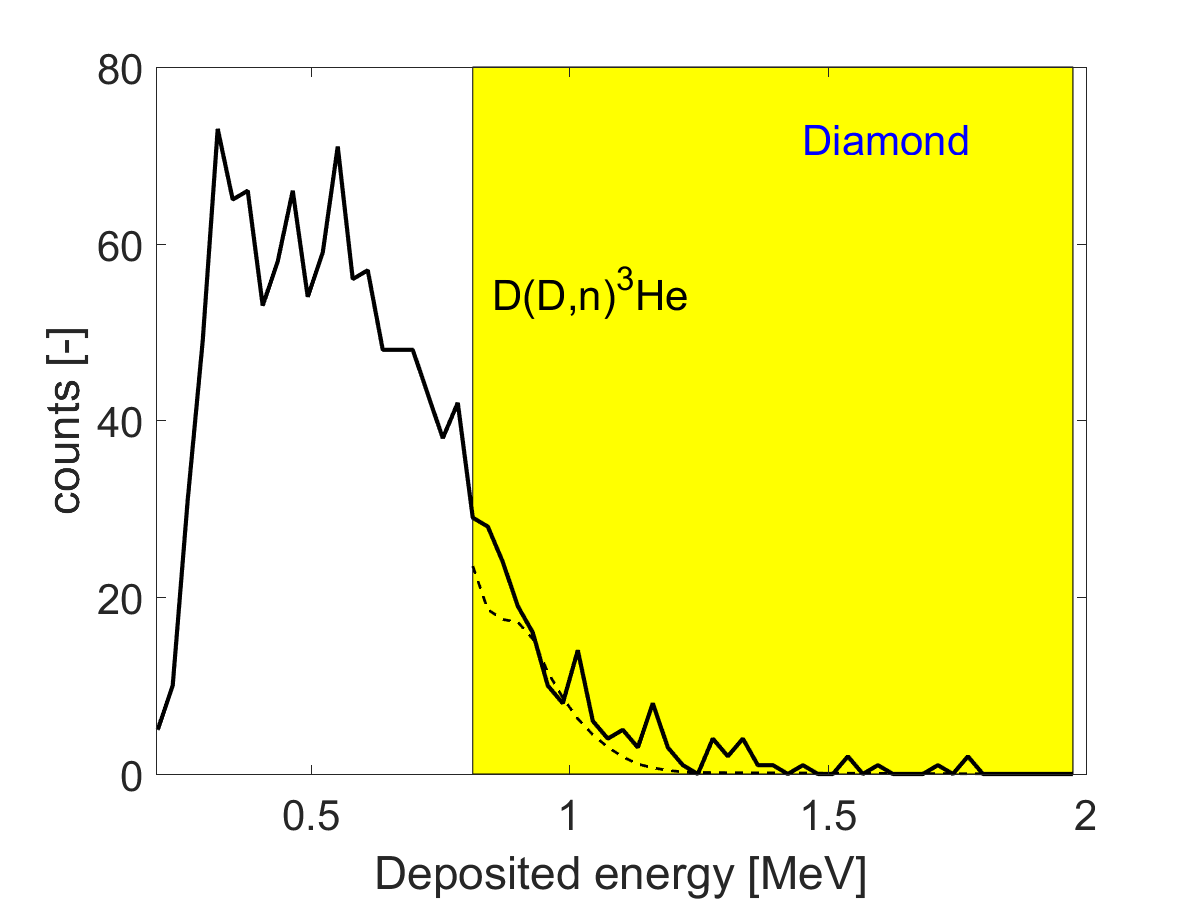 80
60
40
20
0
counts [-]
Diamond
D(D,n)³He
0.5
1
1.5
2
Deposited energy [MeV]